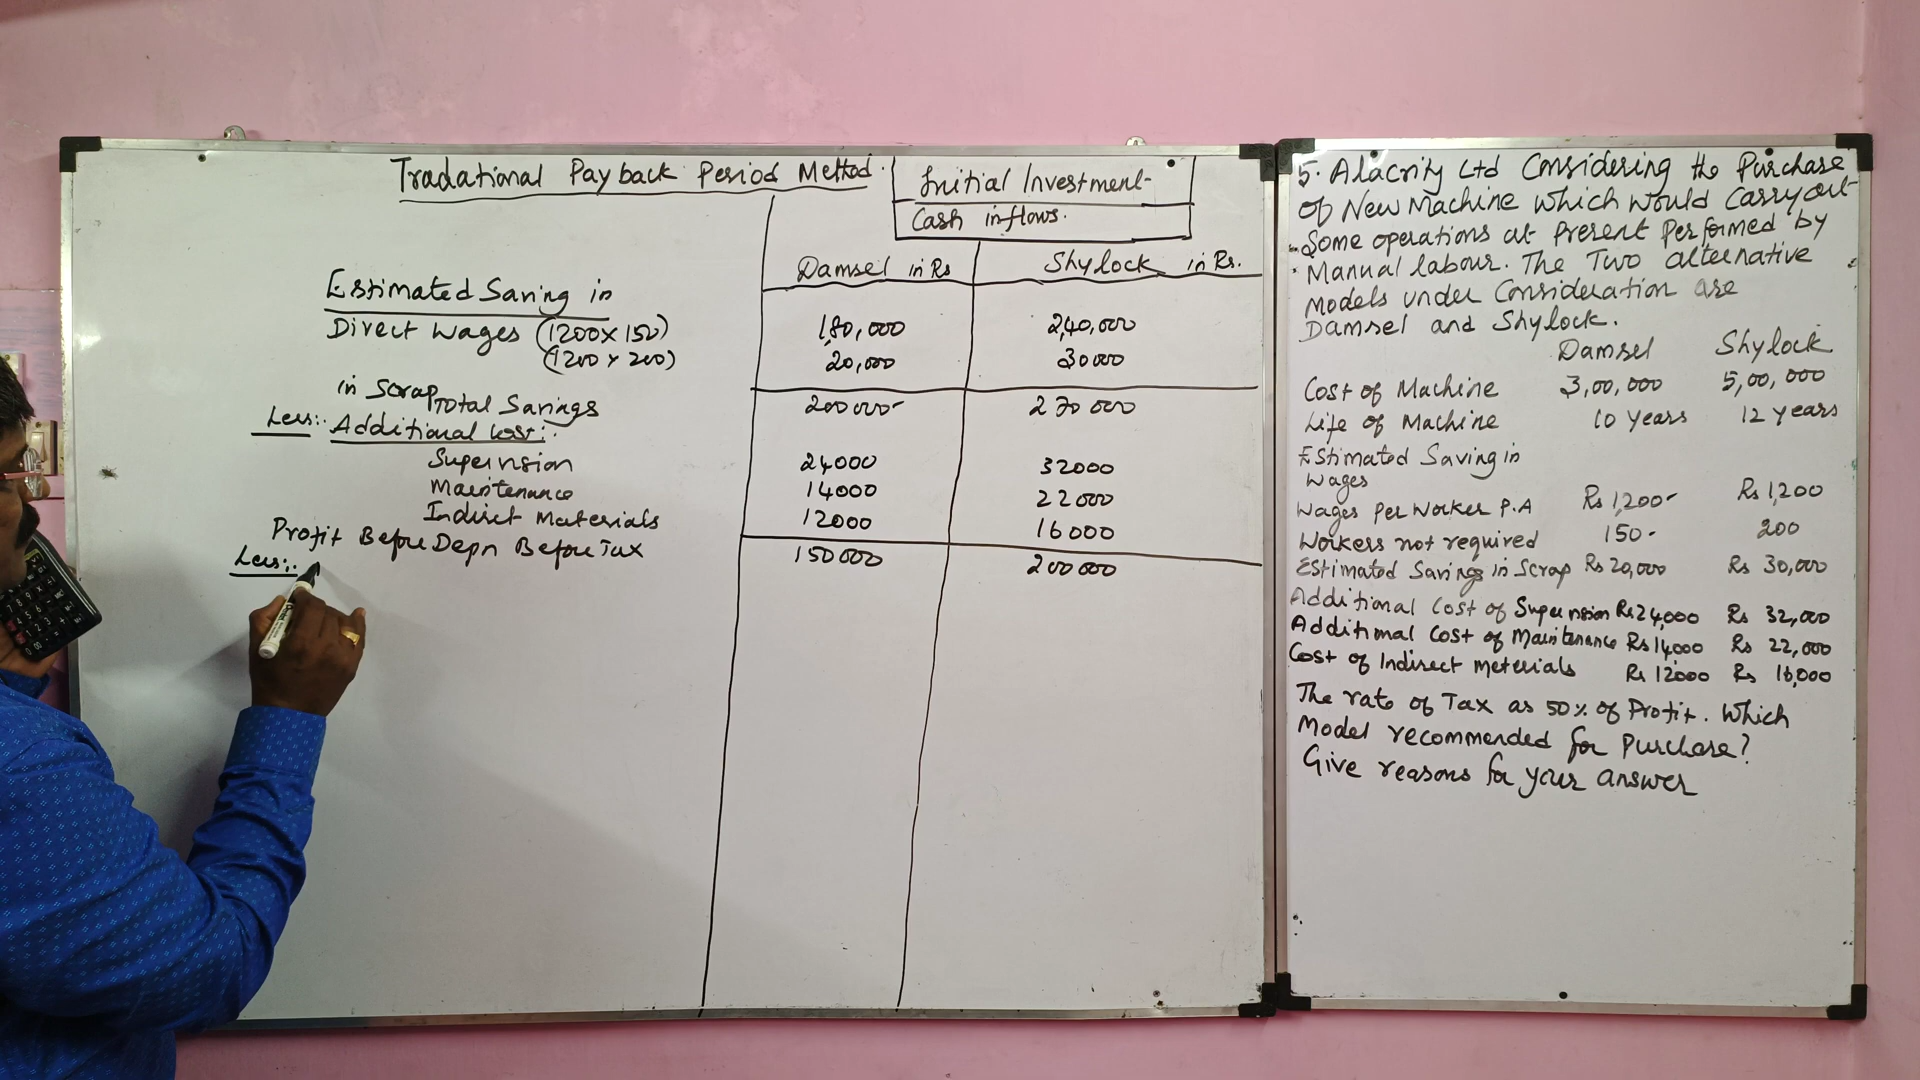 Tradational Payback Period Method.
Initial Investment
Cash inflows.
Damsel in Rs Shylock in Rs.
Estimated Saving in
Direct Wages (1200 x 150) 180,000 2,40,000
(1200 x 200) 20,000 30000
in Scrap
Total Savings 200000 270000
Less:- Additional Cost:-
Supervision 24000 32000
Maintenance 14000 22000
Indirect Materials 12000 16000
Profit Before Depn Before Tax 150000 200000
Less:-
5. Alacrity Ltd Considering the Purchase
of New Machine which would Carry out
Some operations at Present Performed by
Manual labour. The Two alternative
Models under Consideration are
Damsel and Shylock.
Damsel Shylock
Cost of Machine 3,00,000 5,00,000
Life of Machine 10 years 12 years
Estimated Saving in
Wages
Wages Per Worker P.A Rs 1,200 Rs 1,200
Workers not required 150 200
Estimated Savings in Scrap Rs 20,000 Rs 30,000
Additional Cost of Supervision Rs 24,000 Rs 32,000
Additional Cost of Maintenance Rs 14000 Rs 22,000
Cost of Indirect Meterials Rs 12000 Rs 16,000
The rate of Tax as 50% of Profit. Which
Model recommended for Purchase?
Give reasons for your answer